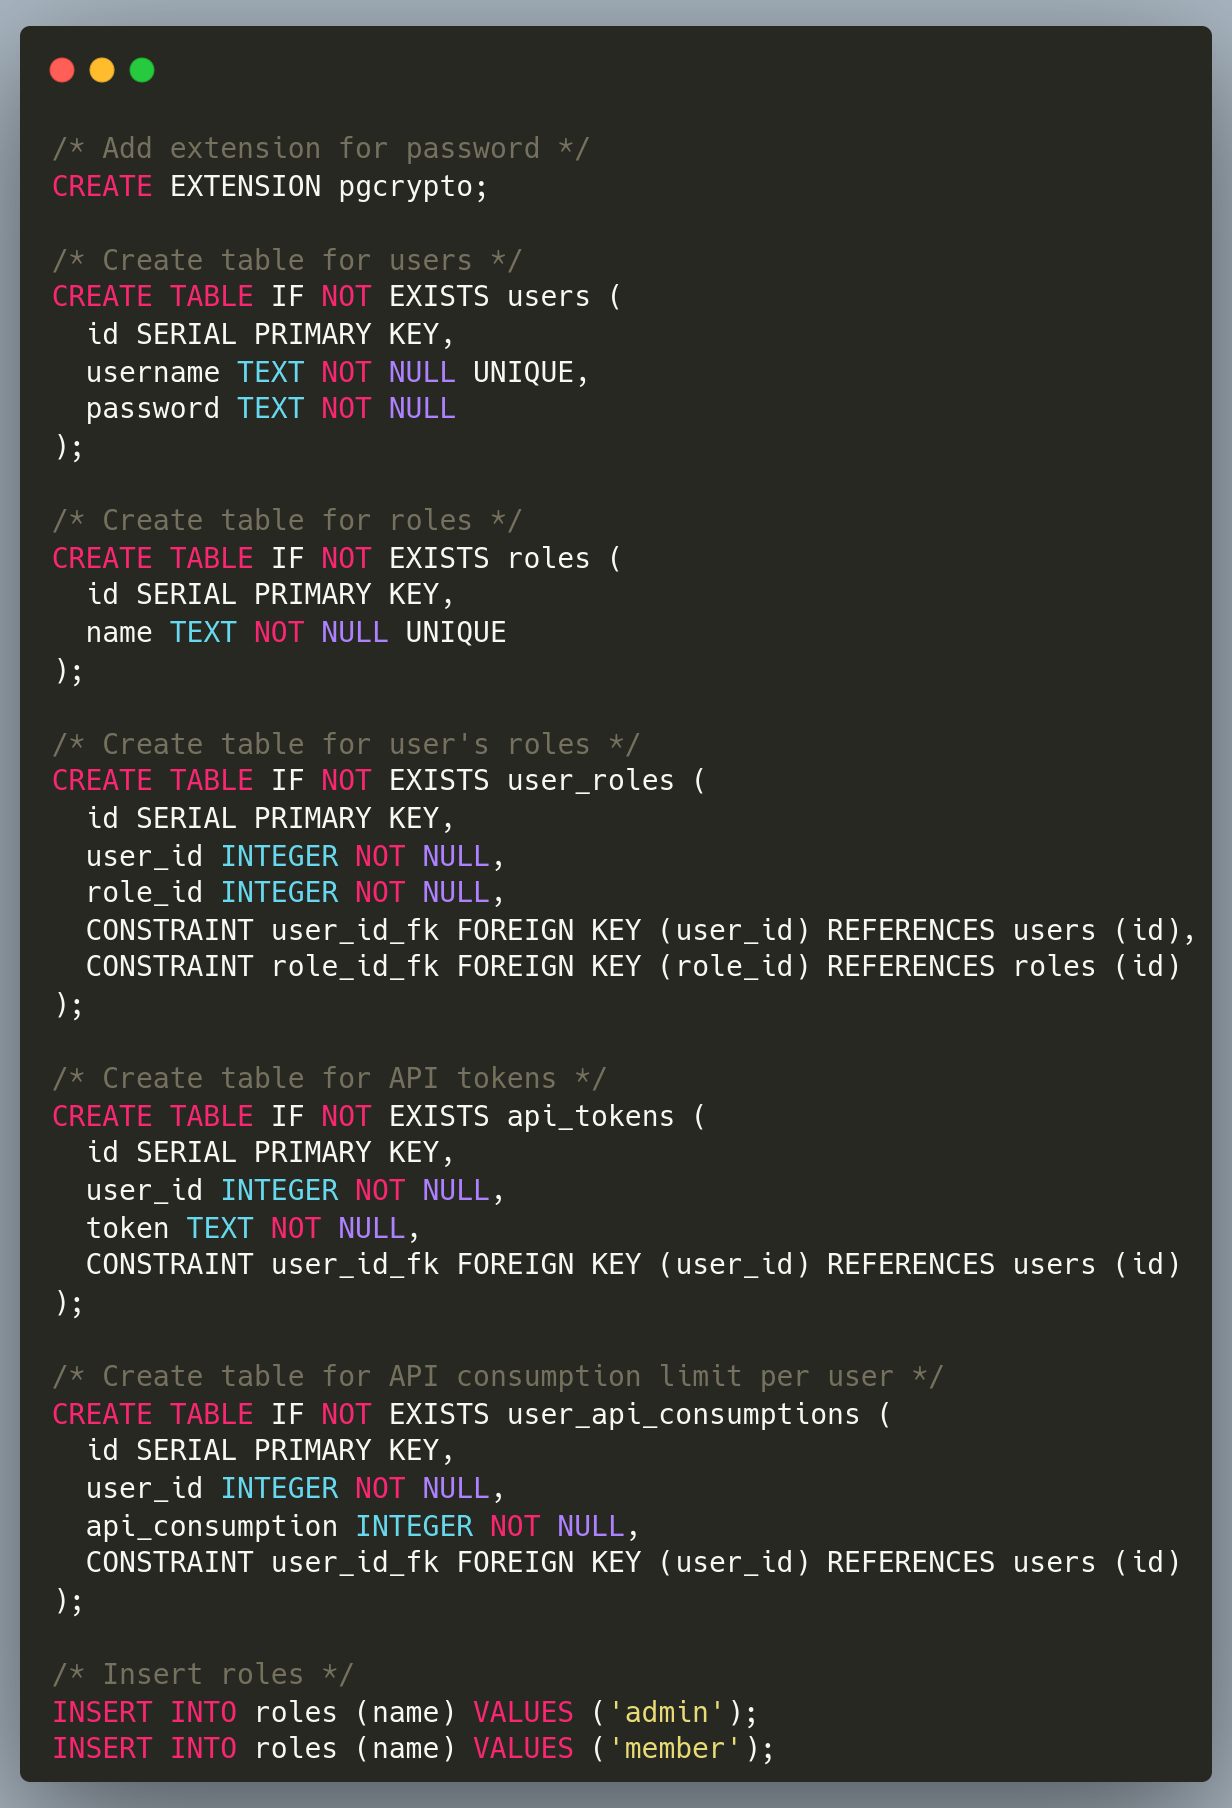 /* Add extension for password */
CREATE EXTENSION pgcrypto;

/* Create table for users */
CREATE TABLE IF NOT EXISTS users (
  id SERIAL PRIMARY KEY,
  username TEXT NOT NULL UNIQUE,
  password TEXT NOT NULL
);

/* Create table for roles */
CREATE TABLE IF NOT EXISTS roles (
  id SERIAL PRIMARY KEY,
  name TEXT NOT NULL UNIQUE
);

/* Create table for user's roles */
CREATE TABLE IF NOT EXISTS user_roles (
  id SERIAL PRIMARY KEY,
  user_id INTEGER NOT NULL,
  role_id INTEGER NOT NULL,
  CONSTRAINT user_id_fk FOREIGN KEY (user_id) REFERENCES users (id),
  CONSTRAINT role_id_fk FOREIGN KEY (role_id) REFERENCES roles (id)
);

/* Create table for API tokens */
CREATE TABLE IF NOT EXISTS api_tokens (
  id SERIAL PRIMARY KEY,
  user_id INTEGER NOT NULL,
  token TEXT NOT NULL,
  CONSTRAINT user_id_fk FOREIGN KEY (user_id) REFERENCES users (id)
);

/* Create table for API consumption limit per user */
CREATE TABLE IF NOT EXISTS user_api_consumptions (
  id SERIAL PRIMARY KEY,
  user_id INTEGER NOT NULL,
  api_consumption INTEGER NOT NULL,
  CONSTRAINT user_id_fk FOREIGN KEY (user_id) REFERENCES users (id)
);

/* Insert roles */
INSERT INTO roles (name) VALUES ('admin');
INSERT INTO roles (name) VALUES ('member');